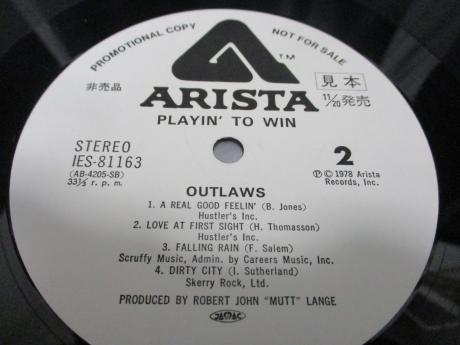 PROMOTIONAL COPY NOT FOR SALE
TM
非売品
見本
ARISTA
11/20発売
PLAYIN' TO WIN
STEREO
IES-81163
(AB-4205-SB)
33⅓ r. p. m.
2
Ⓟ © 1978 Arista
Records, Inc.
OUTLAWS
1. A REAL GOOD FEELIN' (B. Jones)
Hustler's Inc.
2. LOVE AT FIRST SIGHT (H. Thomasson)
Hustler's Inc.
3. FALLING RAIN (F. Salem)
Scruffy Music, Admin. by Careers Music, Inc.
4. DIRTY CITY (I. Sutherland)
Skerry Rock, Ltd.
PRODUCED BY ROBERT JOHN "MUTT" LANGE
JASRAC